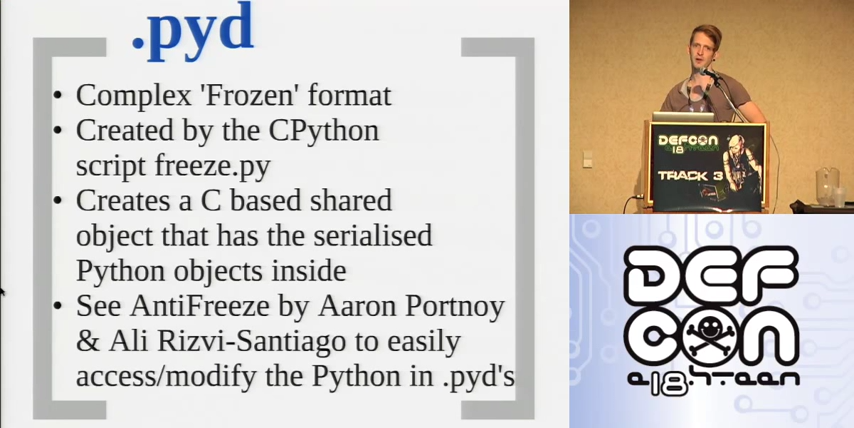 .pyd
• Complex 'Frozen' format
• Created by the CPython
script freeze.py
• Creates a C based shared
object that has the serialised
Python objects inside
• See AntiFreeze by Aaron Portnoy
& Ali Rizvi-Santiago to easily
access/modify the Python in .pyd's
DEFCON
18
TRACK 3
DEF
CON
e18hteen